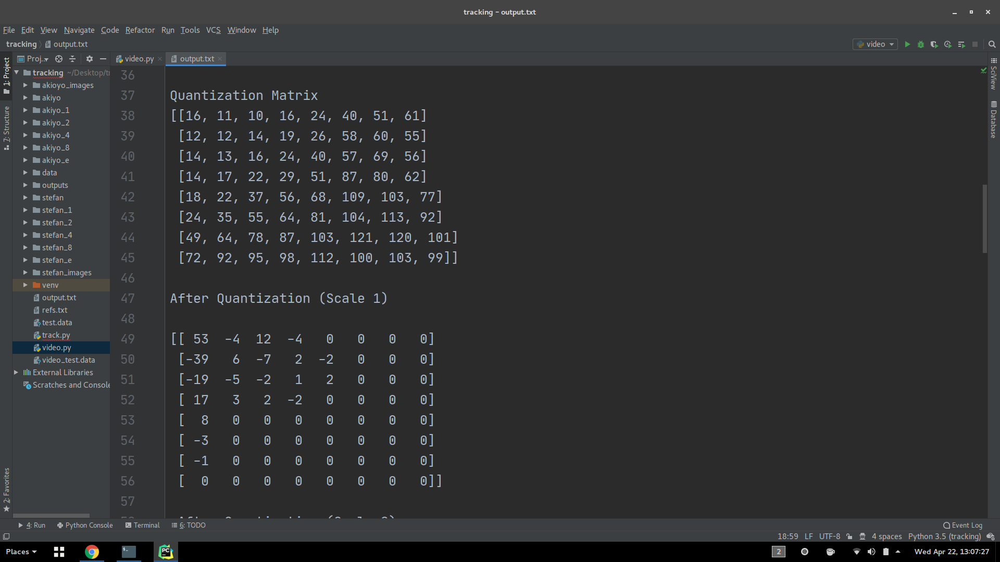 tracking – output.txt
File Edit View Navigate Code Refactor Run Tools VCS Window Help
tracking output.txt
video
1: Project
7: Structure
2: Favorites
Proj..
tracking ~/Desktop/tr
akioyo_images
akiyo
akiyo_1
akiyo_2
akiyo_4
akiyo_8
akiyo_e
data
outputs
stefan
stefan_1
stefan_2
stefan_4
stefan_8
stefan_e
stefan_images
venv
output.txt
refs.txt
test.data
track.py
video.py
video_test.data
External Libraries
Scratches and Console
video.py output.txt
36
37 Quantization Matrix
38 [[16, 11, 10, 16, 24, 40, 51, 61]
39 [12, 12, 14, 19, 26, 58, 60, 55]
40 [14, 13, 16, 24, 40, 57, 69, 56]
41 [14, 17, 22, 29, 51, 87, 80, 62]
42 [18, 22, 37, 56, 68, 109, 103, 77]
43 [24, 35, 55, 64, 81, 104, 113, 92]
44 [49, 64, 78, 87, 103, 121, 120, 101]
45 [72, 92, 95, 98, 112, 100, 103, 99]]
46
47 After Quantization (Scale 1)
48
49 [[ 53 -4 12 -4 0 0 0 0]
50 [-39 6 -7 2 -2 0 0 0]
51 [-19 -5 -2 1 2 0 0 0]
52 [ 17 3 2 -2 0 0 0 0]
53 [ 8 0 0 0 0 0 0 0]
54 [ -3 0 0 0 0 0 0 0]
55 [ -1 0 0 0 0 0 0 0]
56 [ 0 0 0 0 0 0 0 0]]
57
SciView
Database
4: Run Python Console Terminal 6: TODO Event Log
18:59 LF UTF-8 4 spaces Python 3.5 (tracking)
Places PC 2 Wed Apr 22, 13:07:27